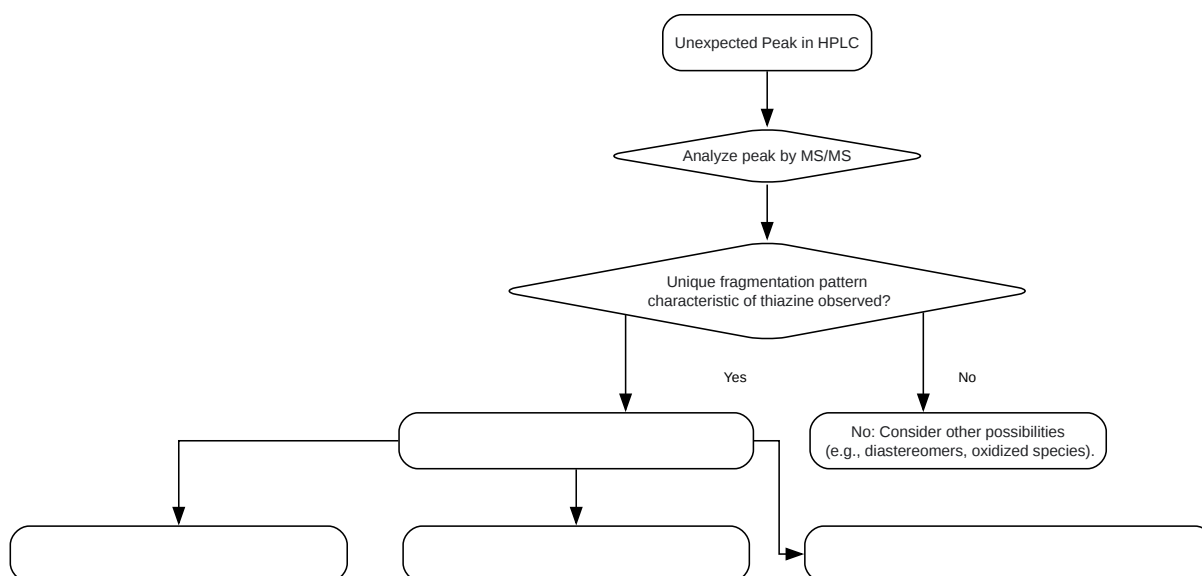 Unexpected Peak in HPLC
Analyze peak by MS/MS
Unique fragmentation pattern
characteristic of thiazine observed?
Yes
No
No: Consider other possibilities
(e.g., diastereomers, oxidized species).